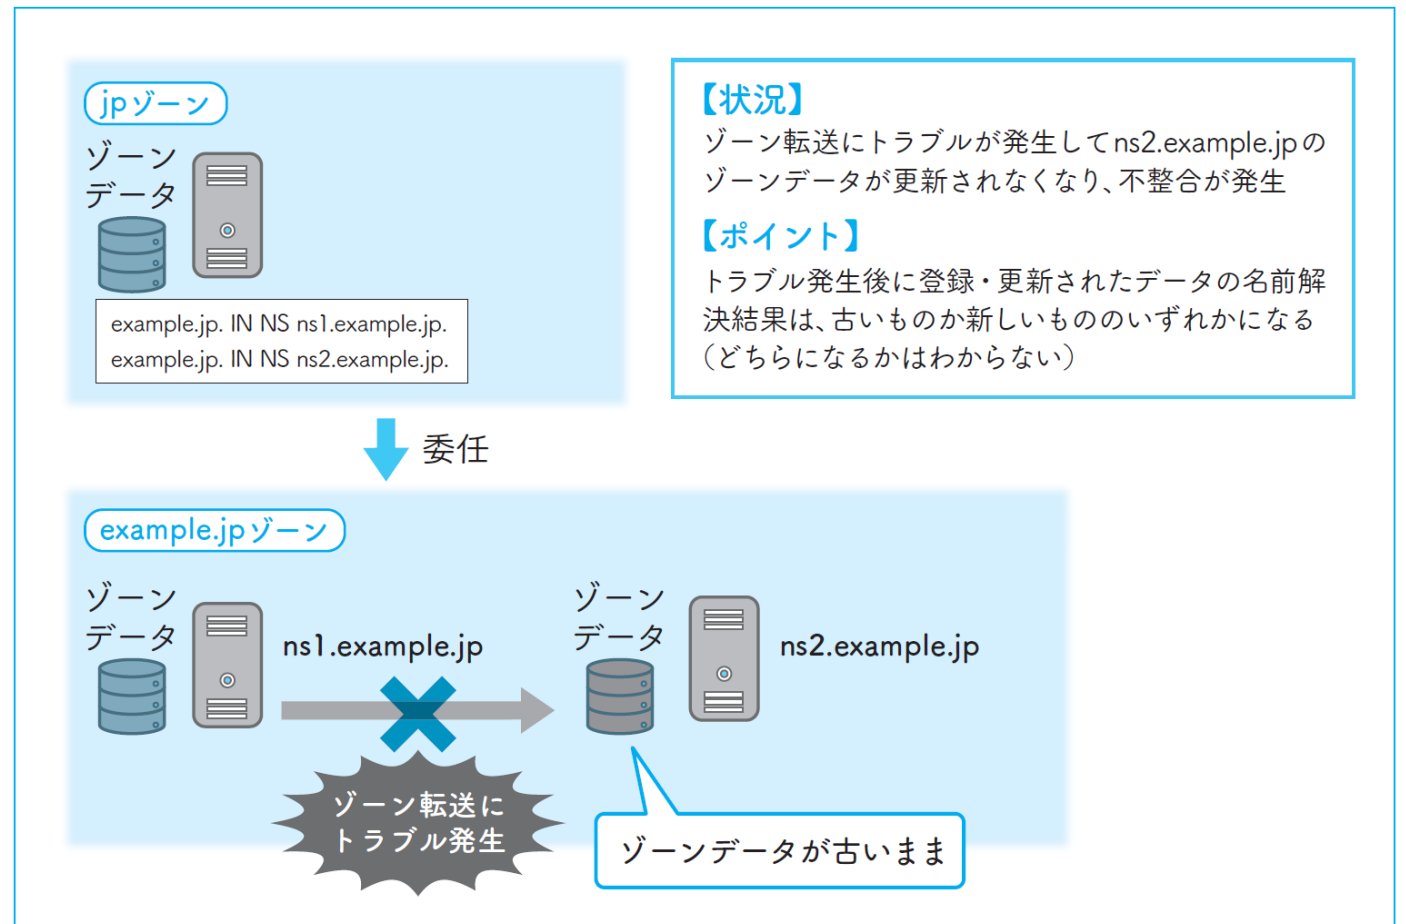 jpゾーン
ゾーン
データ
example.jp. IN NS ns1.example.jp.
example.jp. IN NS ns2.example.jp.
【状況】
ゾーン転送にトラブルが発生してns2.example.jpの
ゾーンデータが更新されなくなり、不整合が発生
【ポイント】
トラブル発生後に登録・更新されたデータの名前解
決結果は、古いものか新しいもののいずれかになる
（どちらになるかはわからない）
委任
example.jpゾーン
ゾーン
データ
ns1.example.jp
ゾーン
データ
ns2.example.jp
ゾーン転送に
トラブル発生
ゾーンデータが古いまま